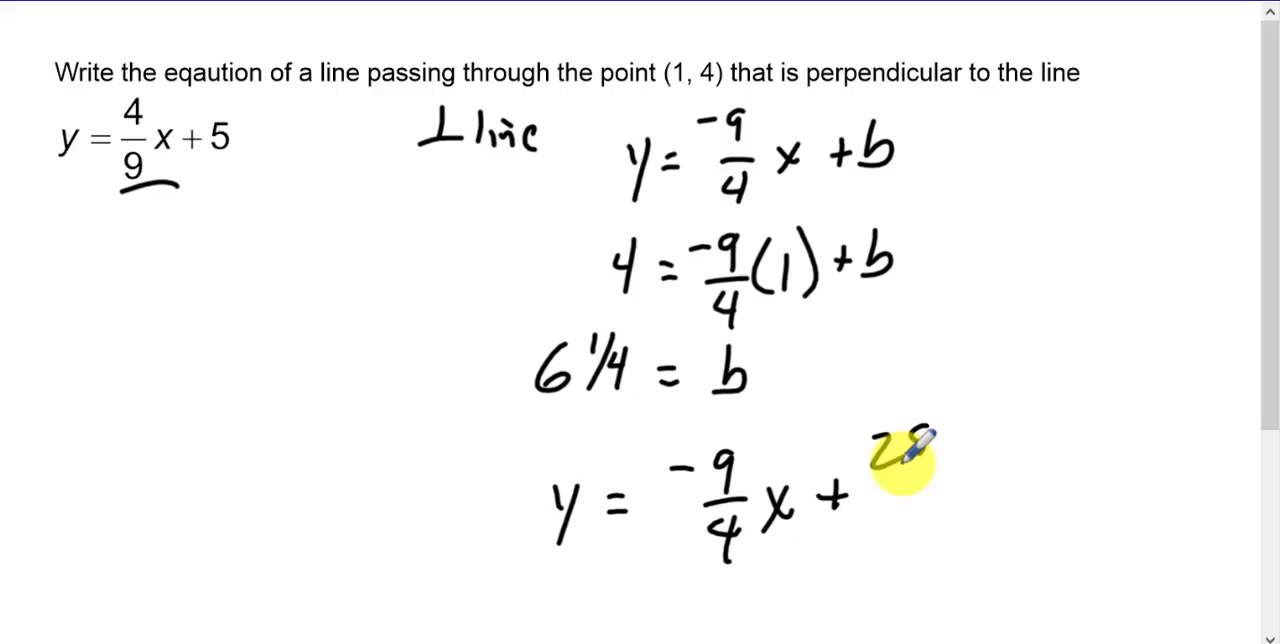 Write the eqaution of a line passing through the point (1, 4) that is perpendicular to the line
y = 4/9 x + 5
⊥ line
y = -9/4 x + b
4 = -9/4 (1) + b
6 1/4 = b
y = -9/4 x + 2